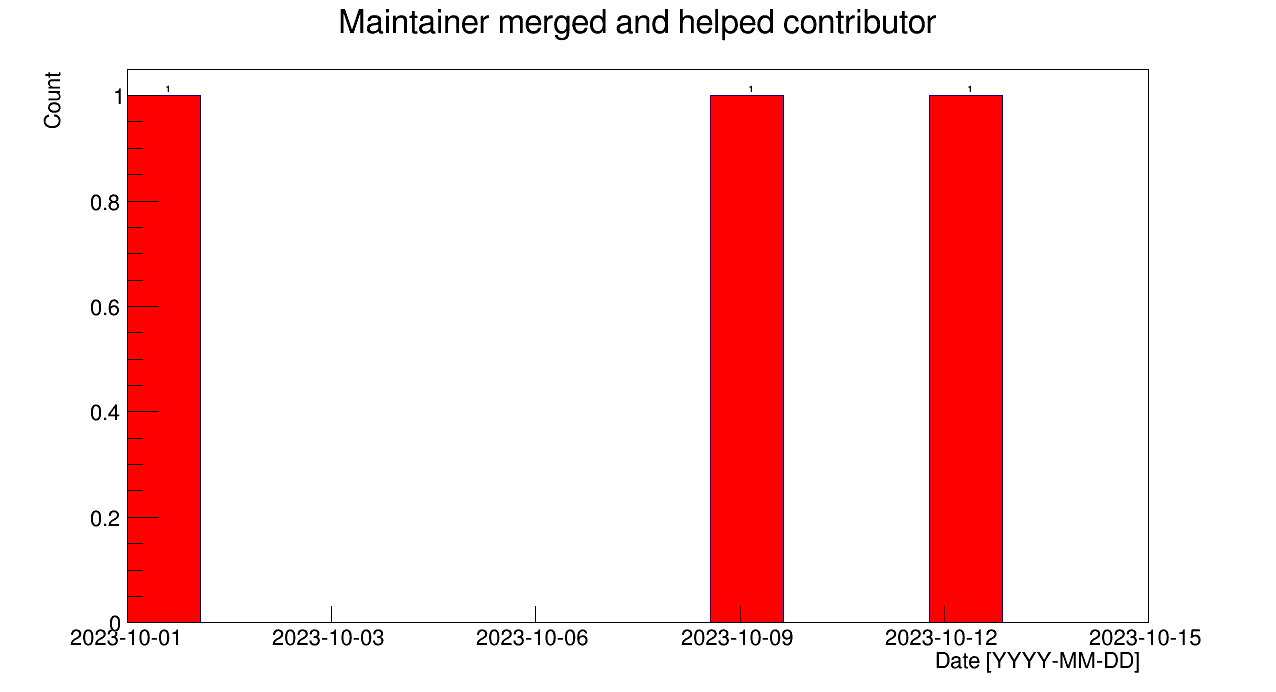 Maintainer merged and helped contributor
Count
1
1
1
1
0.8
0.6
0.4
0.2
0
2023-10-01 2023-10-03 2023-10-06 2023-10-09 2023-10-12 2023-10-15
Date [YYYY-MM-DD]